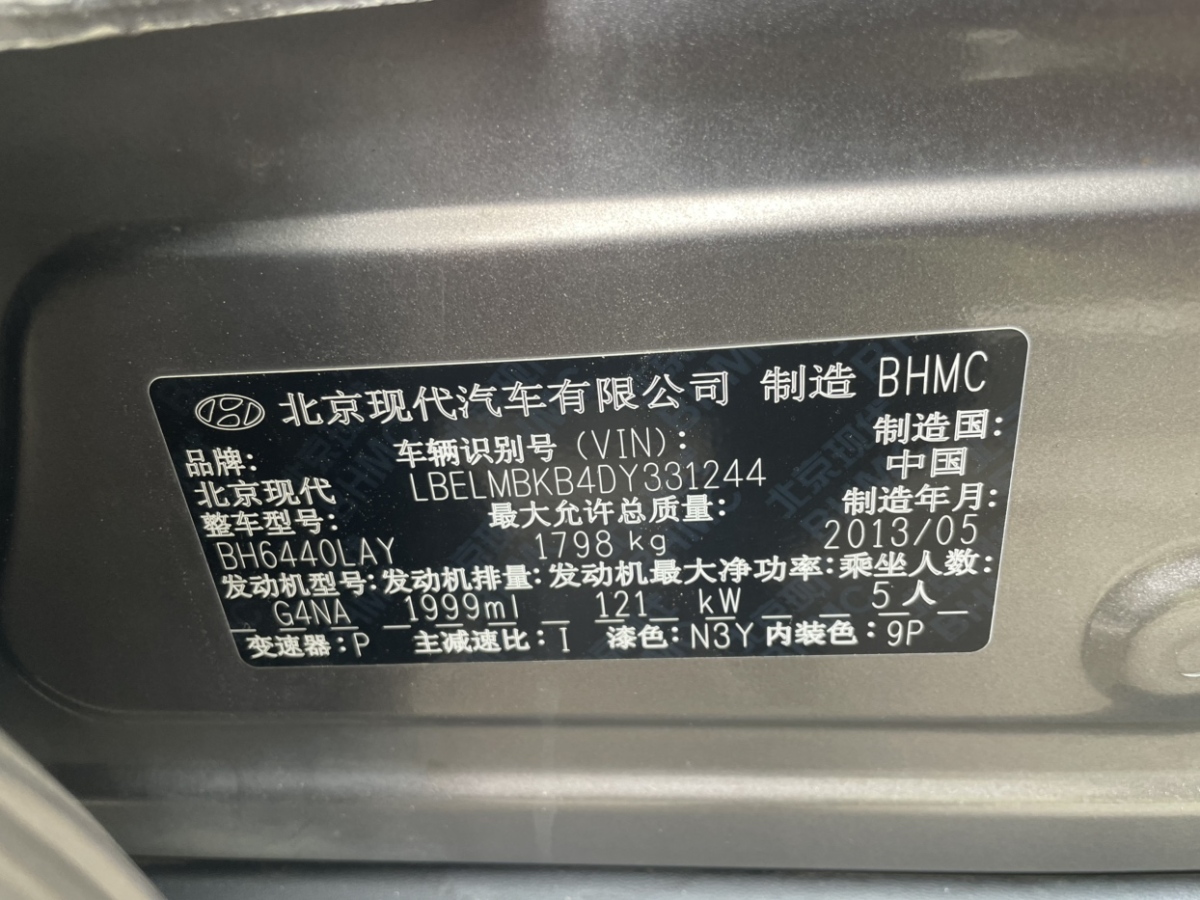 北京现代汽车有限公司 制造 BHMC
品牌: 车辆识别号(VIN): 制造国:
北京现代 LBELMBKB4DY331244 中国
整车型号: 最大允许总质量: 制造年月:
BH6440LAY 1798 kg 2013/05
发动机型号: 发动机排量: 发动机最大净功率: 乘坐人数:
G4NA 1999ml 121 kW 5人
变速器: P 主减速比: I 漆色: N3Y 内装色: 9P